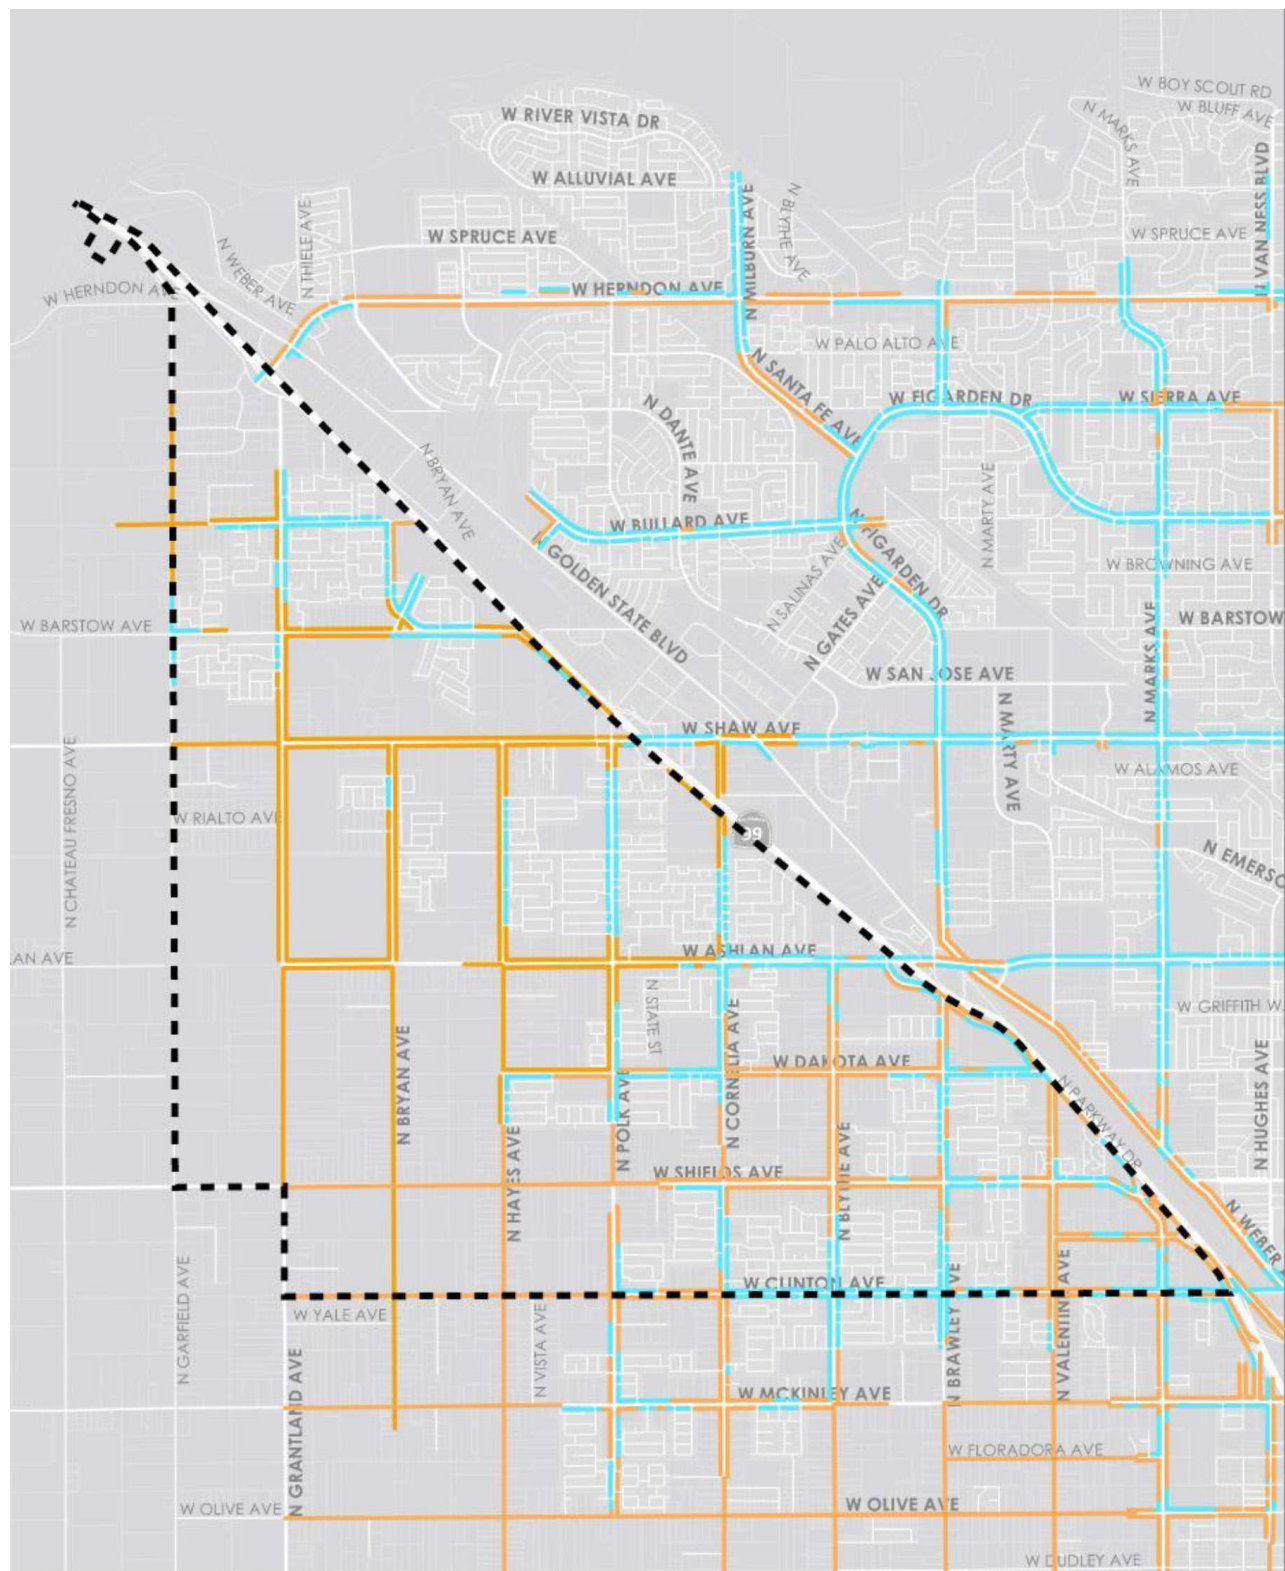 W BOY SCOUT RD
W BLUFF AVE
N MARKS AVE
W RIVER VISTA DR
W ALLUVIAL AVE
N MILBURN AVE
N BLYTHE AVE
N VAN NESS BLVD
N THIELE AVE
W SPRUCE AVE
W SPRUCE AVE
N WEBER AVE
W HERNDON AVE
W HERNDON AVE
W PALO ALTO AVE
N SANTA FE AVE
W FIGARDEN DR
W SIERRA AVE
N DANTE AVE
N BRYAN AVE
N MARTY AVE
W BULLARD AVE
N FIGARDEN DR
N GOLDEN STATE BLVD
N SALINAS AVE
N GATES AVE
W BROWNING AVE
W BARSTOW AVE
W BARSTOW
N MARKS AVE
W SAN JOSE AVE
N MARTY AVE
W SHAW AVE
N CHATEAU FRESNO AVE
W ALAMOS AVE
W RIALTO AVE
99
N EMERSO
W ASHLAN AVE
AN AVE
N STATE ST
N CORNELIA AVE
W GRIFFITH W
N BRYAN AVE
W DAKOTA AVE
N PARKWAY DR
N HUGHES AVE
N POLK AVE
N HAYES AVE
N BLYTHE AVE
W SHIELDS AVE
N WEBER A
N GARFIELD AVE
W CLINTON AVE
N BRAWLEY AVE
N VALENTINE AVE
W YALE AVE
N VISTA AVE
N GRANTLAND AVE
W MCKINLEY AVE
W FLORADORA AVE
W OLIVE AVE
W OLIVE AVE
W DUDLEY AVE